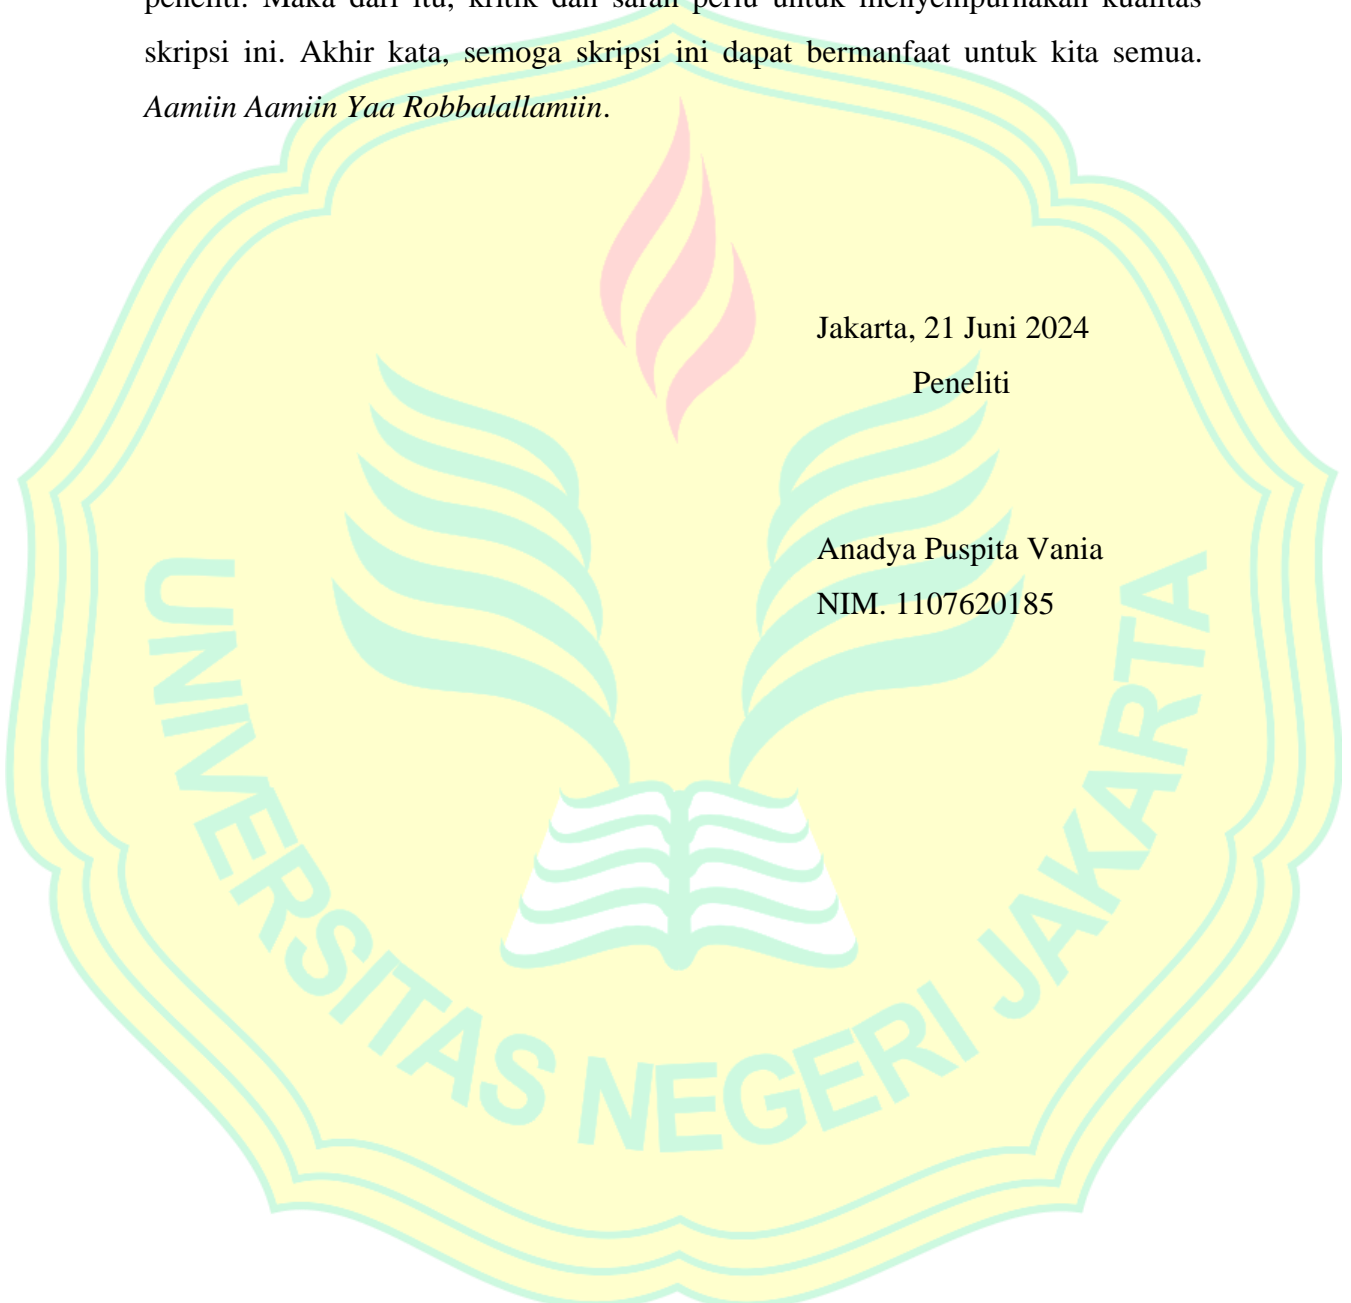 peneliti. Maka dari itu, kritik dan saran perlu untuk menyempurnakan kualitas
skripsi ini. Akhir kata, semoga skripsi ini dapat bermanfaat untuk kita semua.
Aamiin Aamiin Yaa Robbalallamiin.
Jakarta, 21 Juni 2024
Peneliti
Anadya Puspita Vania
NIM. 1107620185
UNIVERSITAS NEGERI JAKARTA